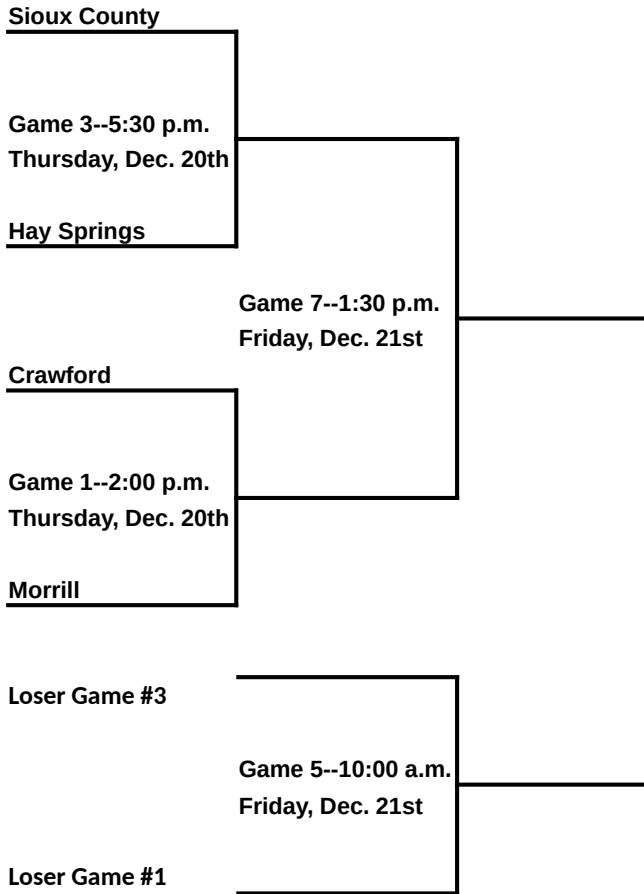 Sioux County
Game 3--5:30 p.m.
Thursday, Dec. 20th
Hay Springs
Game 7--1:30 p.m.
Friday, Dec. 21st
Crawford
Game 1--2:00 p.m.
Thursday, Dec. 20th
Morrill
Loser Game #3
Game 5--10:00 a.m.
Friday, Dec. 21st
Loser Game #1